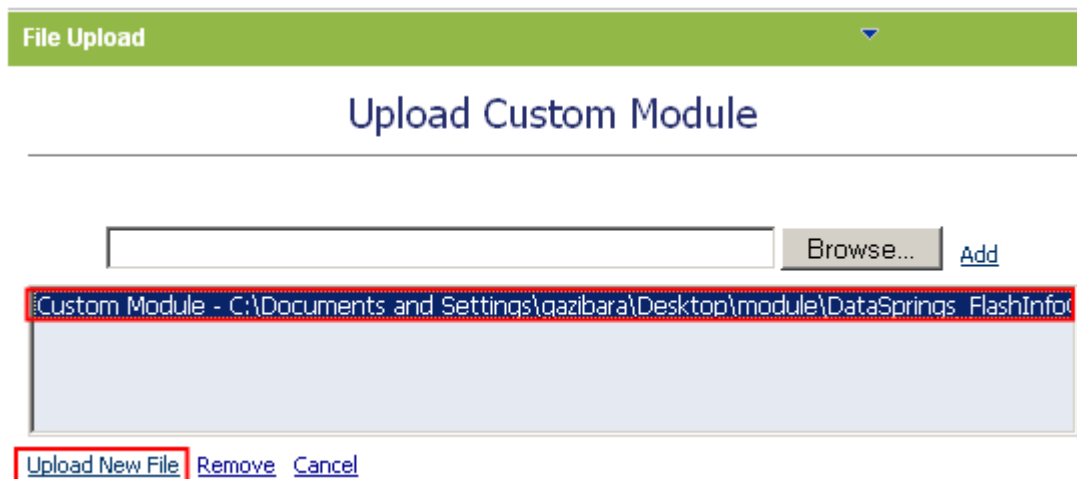 File Upload
Upload Custom Module
Browse... Add
Custom Module - C:\Documents and Settings\gazibara\Desktop\module\DataSprings_FlashInfo
Upload New File Remove Cancel